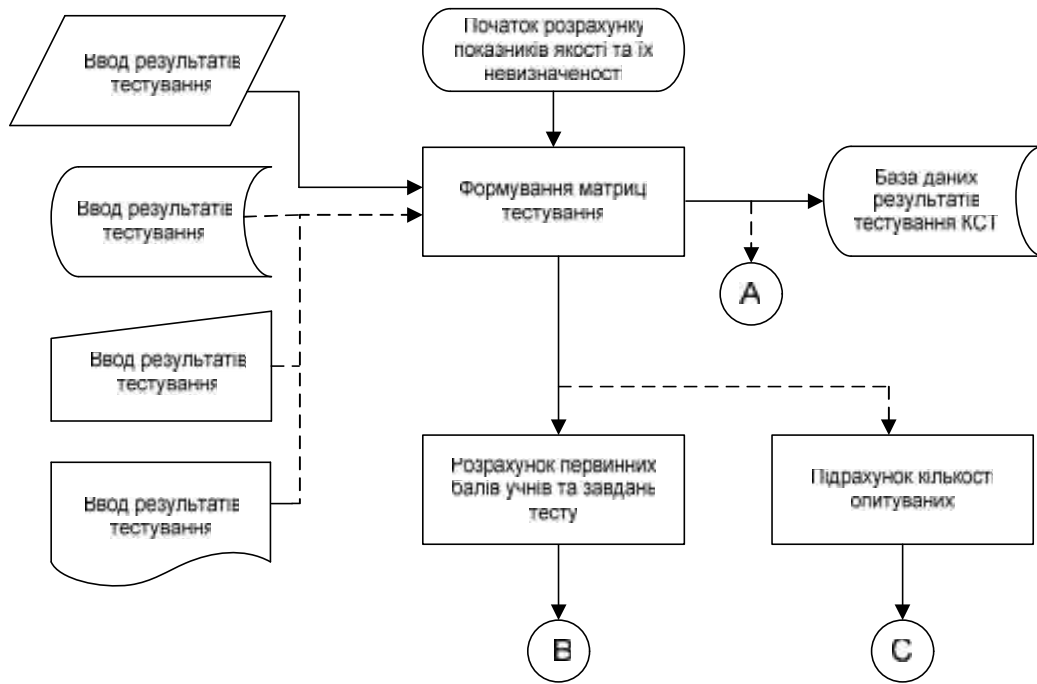 Початок розрахунку
показників якості та їх
невизначеності
Ввод результатів
тестування
Ввод результатів
тестування
Формування матриц
тестування
База даних
результатів
тестування КСТ
A
Ввод результатів
тестування
Ввод результатів
тестування
Розрахунок первинних
балів учнів та завдань
тесту
Підрахунок кількості
опитуваних
B
C